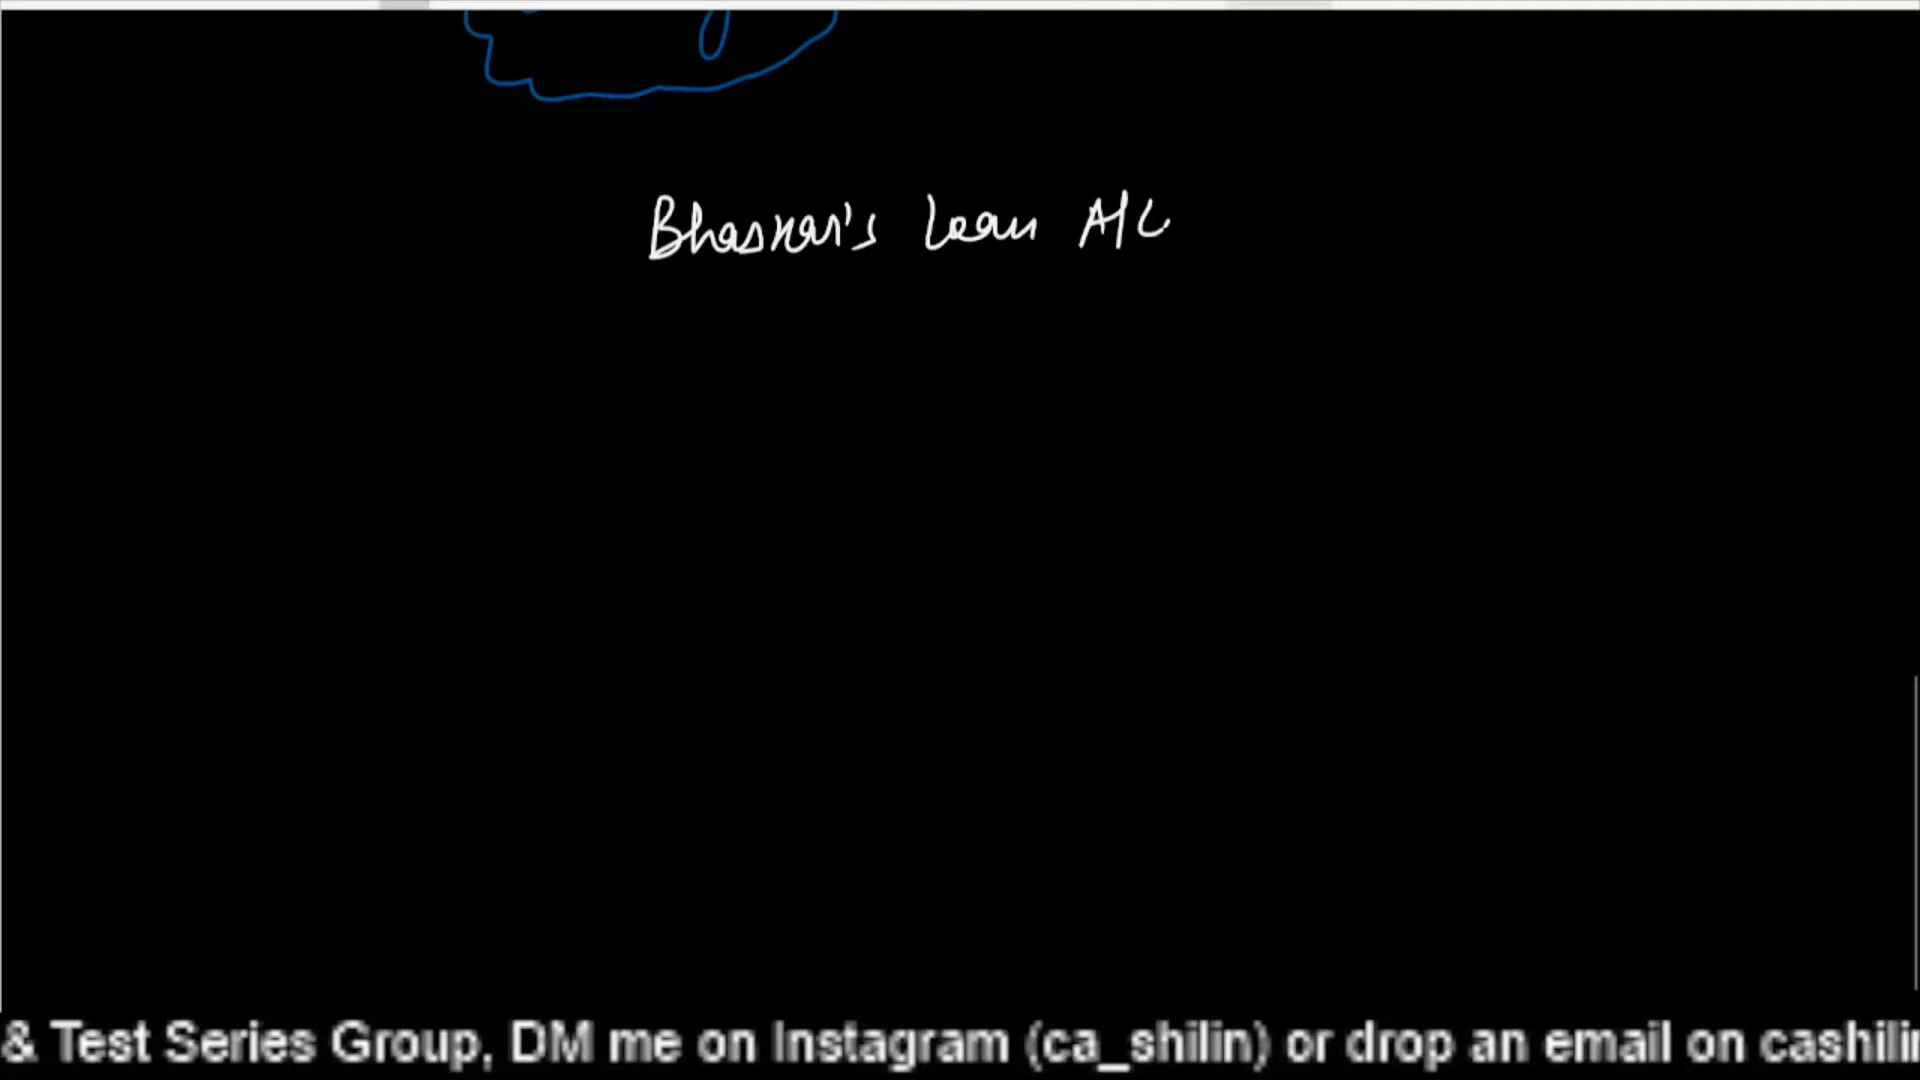 Bhaskar's Loan A/C
& Test Series Group, DM me on Instagram (ca_shilin) or drop an email on cashilin